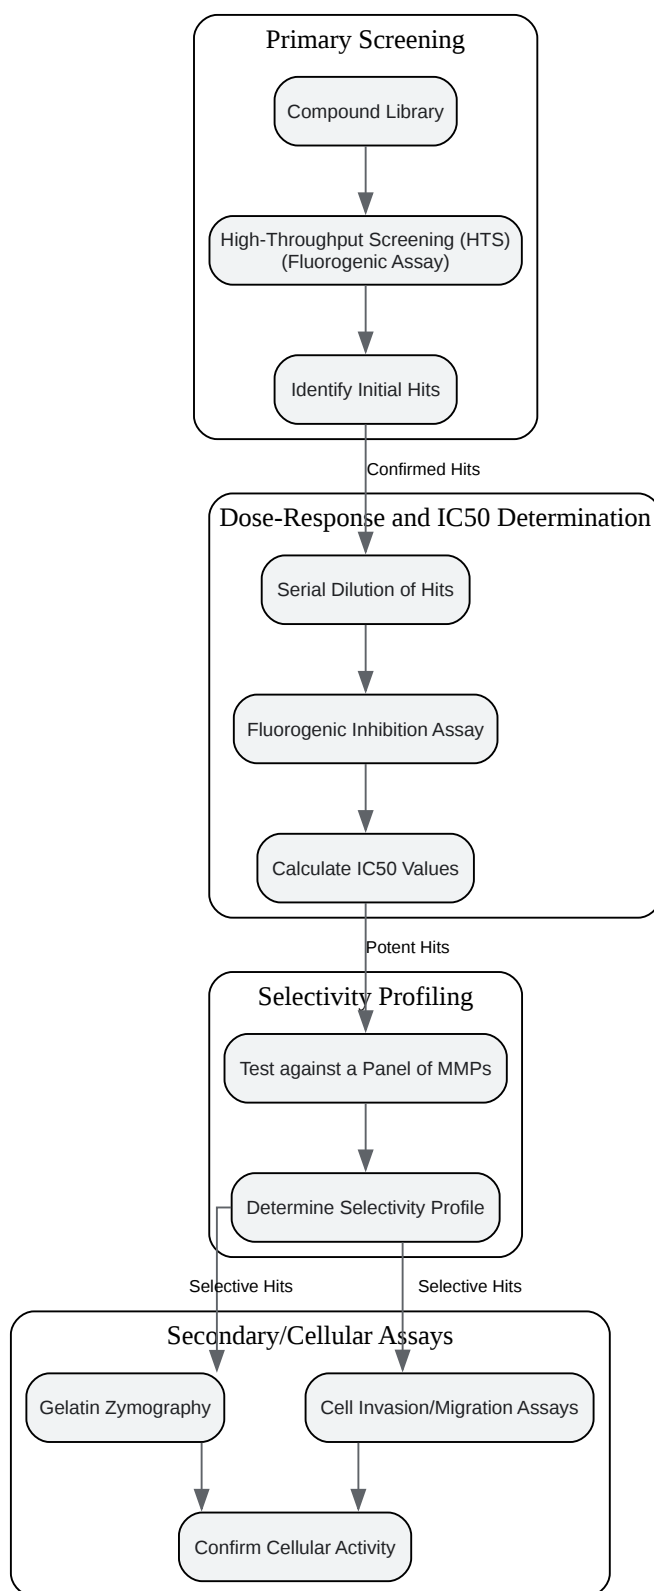 Primary Screening
Compound Library
High-Throughput Screening (HTS)
(Fluorogenic Assay)
Identify Initial Hits
Confirmed Hits
Dose-Response and IC50 Determination
Serial Dilution of Hits
Fluorogenic Inhibition Assay
Calculate IC50 Values
Potent Hits
Selectivity Profiling
Test against a Panel of MMPs
Determine Selectivity Profile
Selective Hits
Selective Hits
Secondary/Cellular Assays
Gelatin Zymography
Cell Invasion/Migration Assays
Confirm Cellular Activity